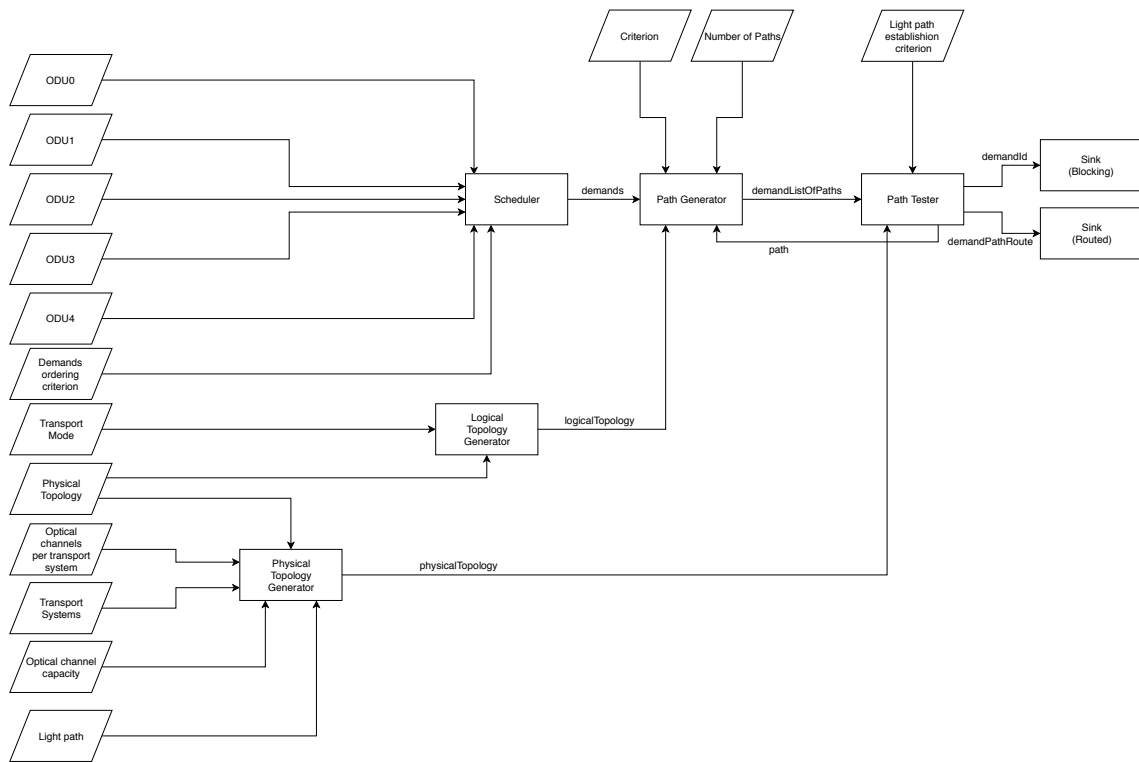 Criterion
Number of Paths
Light path
establishion
criterion
ODU0
ODU1
ODU2
ODU3
ODU4
Demands
ordering
criterion
Transport
Mode
Physical
Topology
Optical
channels
per transport
system
Transport
Systems
Optical channel
capacity
Light path
Scheduler
demands
Path Generator
demandListOfPaths
Path Tester
demandId
Sink
(Blocking)
demandPathRoute
Sink
(Routed)
path
Logical
Topology
Generator
logicalTopology
Physical
Topology
Generator
physicalTopology